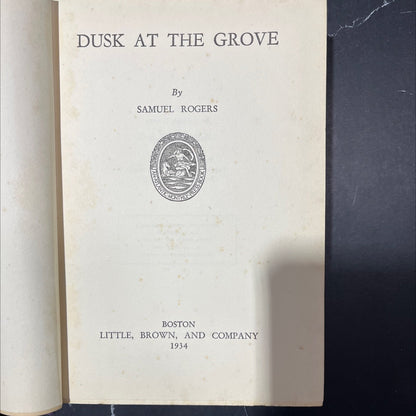 DUSK AT THE GROVE
By
SAMUEL ROGERS
BOSTON
LITTLE, BROWN, AND COMPANY
1934